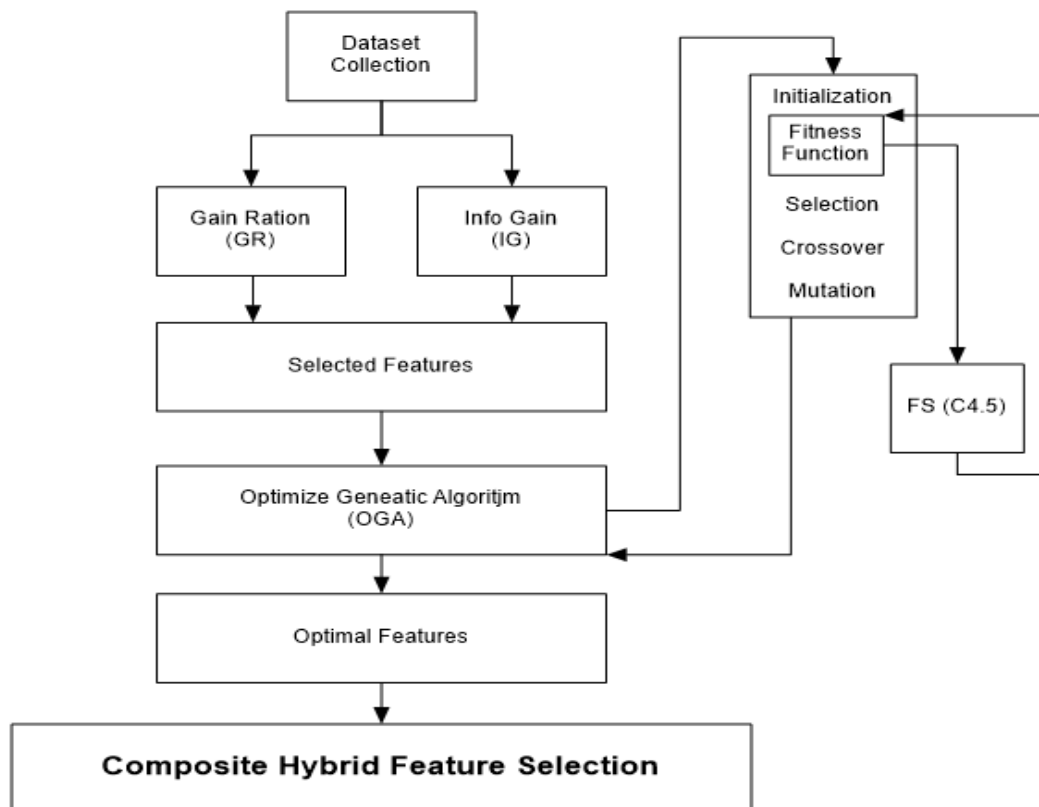 Dataset
Collection
Initialization
Fitness
Function
Selection
Crossover
Mutation
Gain Ration
(GR)
Info Gain
(IG)
Selected Features
FS (C4.5)
Optimize Geneatic Algoritjm
(OGA)
Optimal Features
Composite Hybrid Feature Selection